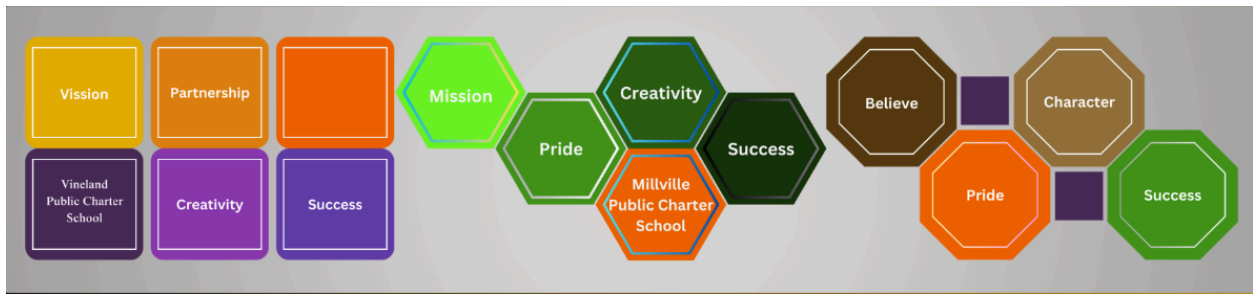 Vission
Partnership
Vineland
Public Charter
School
Creativity
Success
Mission
Pride
Creativity
Success
Millville
Public Charter
School
Believe
Character
Pride
Success